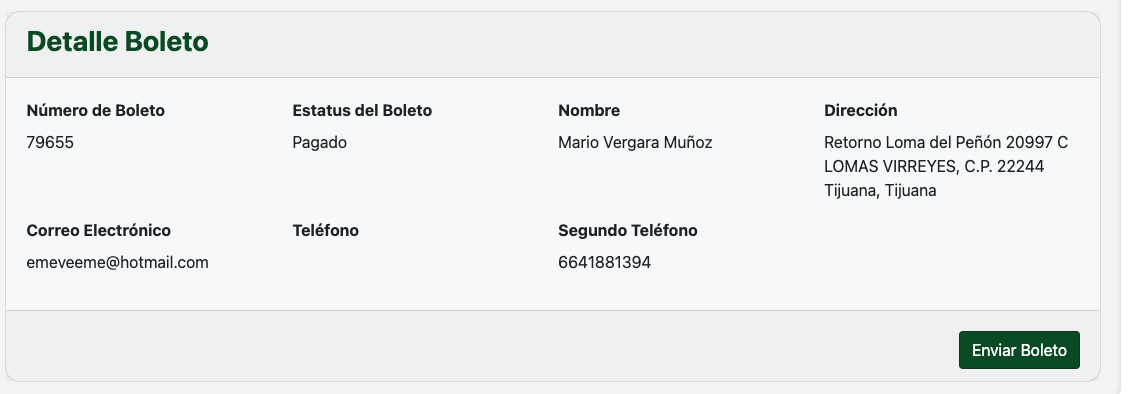 Detalle Boleto
Número de Boleto
79655
Estatus del Boleto
Pagado
Nombre
Mario Vergara Muñoz
Dirección
Retorno Loma del Peñón 20997 C
LOMAS VIRREYES, C.P. 22244
Tijuana, Tijuana
Correo Electrónico
emeveeme@hotmail.com
Teléfono
Segundo Teléfono
6641881394
Enviar Boleto